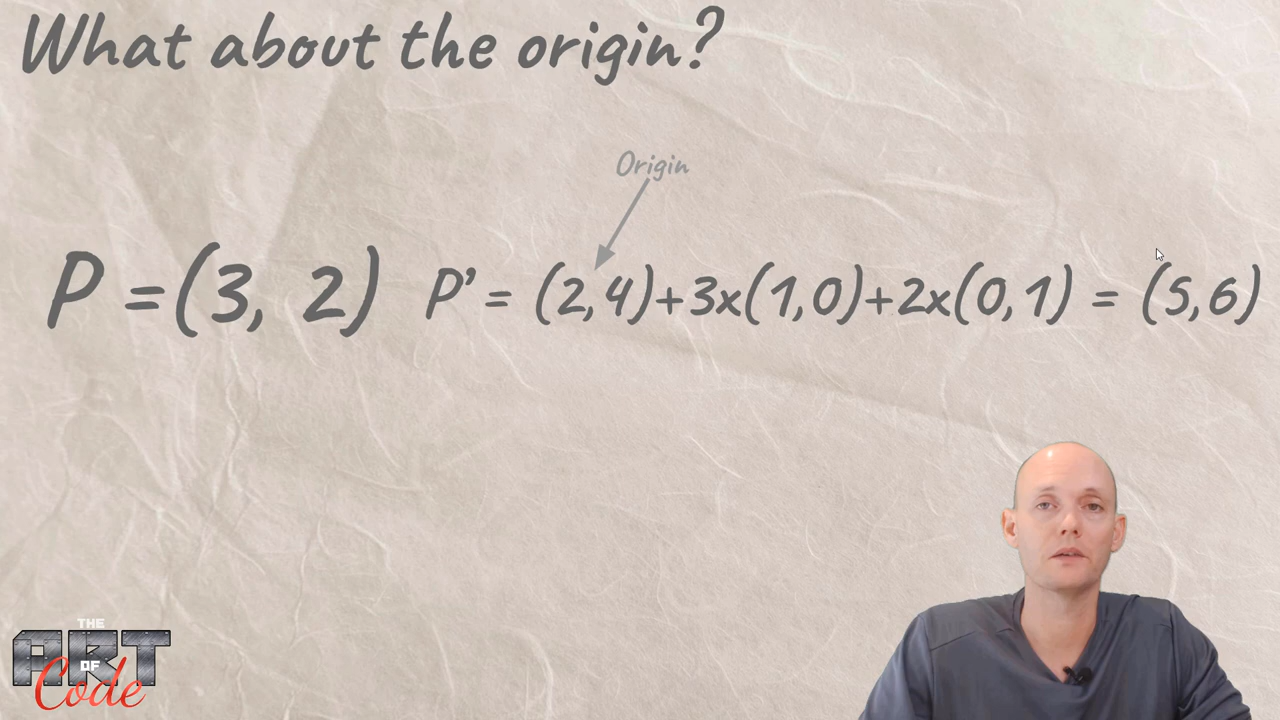 What about the origin?
Origin
P =(3, 2) P' = (2,4)+3x(1,0)+2x(0,1) = (5,6)
THE
ART
OF
Code